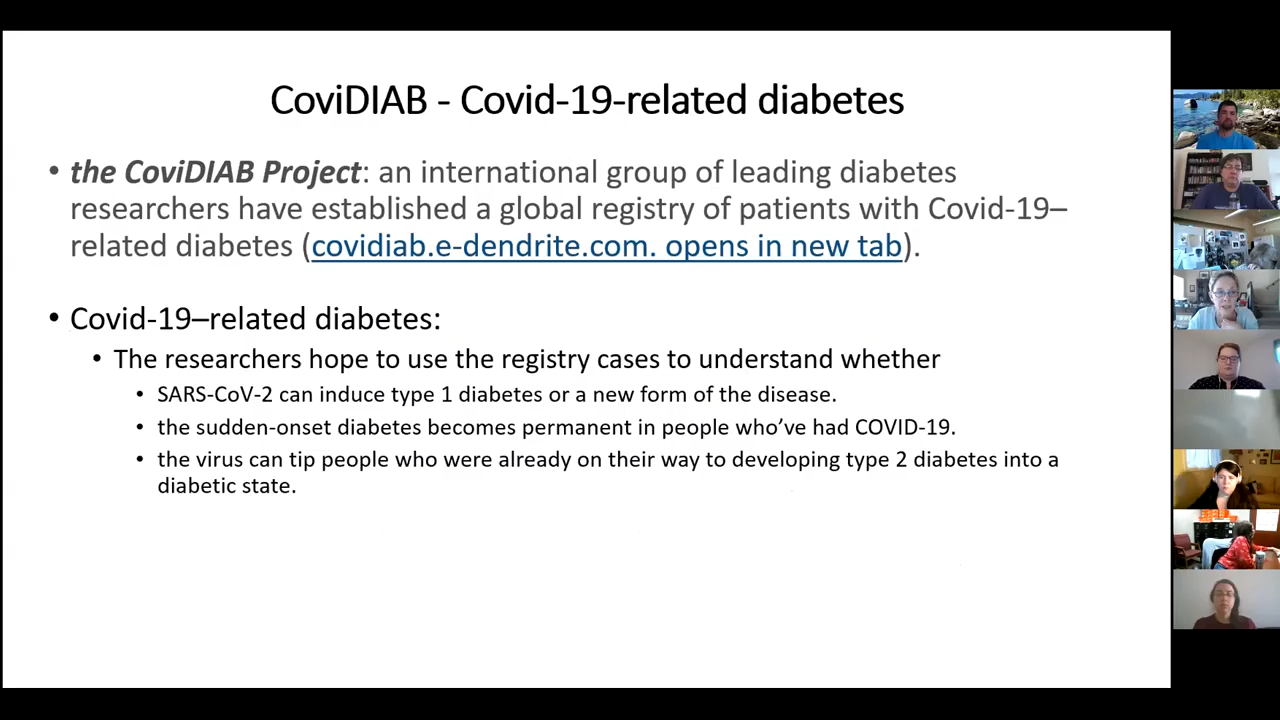 CoviDIAB - Covid-19-related diabetes
• the CoviDIAB Project: an international group of leading diabetes
researchers have established a global registry of patients with Covid-19–
related diabetes (covidiab.e-dendrite.com. opens in new tab).
• Covid-19–related diabetes:
• The researchers hope to use the registry cases to understand whether
• SARS-CoV-2 can induce type 1 diabetes or a new form of the disease.
• the sudden-onset diabetes becomes permanent in people who’ve had COVID-19.
• the virus can tip people who were already on their way to developing type 2 diabetes into a
diabetic state.